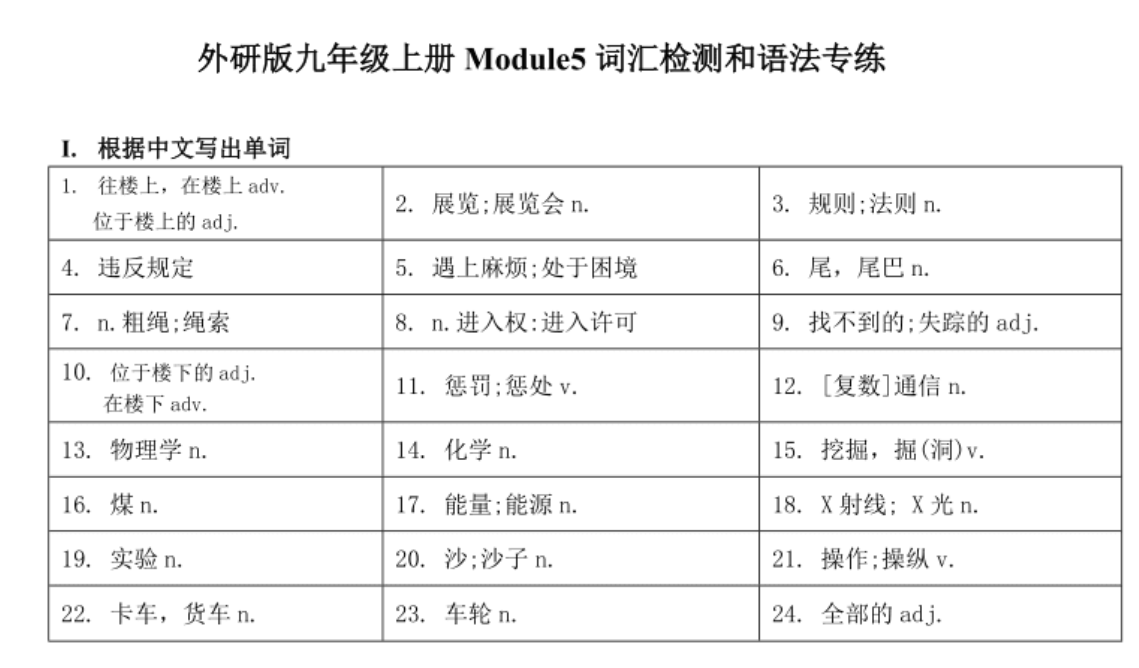 外研版九年级上册 Module5 词汇检测和语法专练
I. 根据中文写出单词
1. 往楼上，在楼上 adv.
位于楼上的 adj.
2. 展览;展览会 n.
3. 规则;法则 n.
4. 违反规定
5. 遇上麻烦;处于困境
6. 尾，尾巴 n.
7. n.粗绳;绳索
8. n.进入权:进入许可
9. 找不到的;失踪的 adj.
10. 位于楼下的 adj.
在楼下 adv.
11. 惩罚;惩处 v.
12. [复数]通信 n.
13. 物理学 n.
14. 化学 n.
15. 挖掘，掘(洞)v.
16. 煤 n.
17. 能量;能源 n.
18. X 射线; X 光 n.
19. 实验 n.
20. 沙;沙子 n.
21. 操作;操纵 v.
22. 卡车，货车 n.
23. 车轮 n.
24. 全部的 adj.